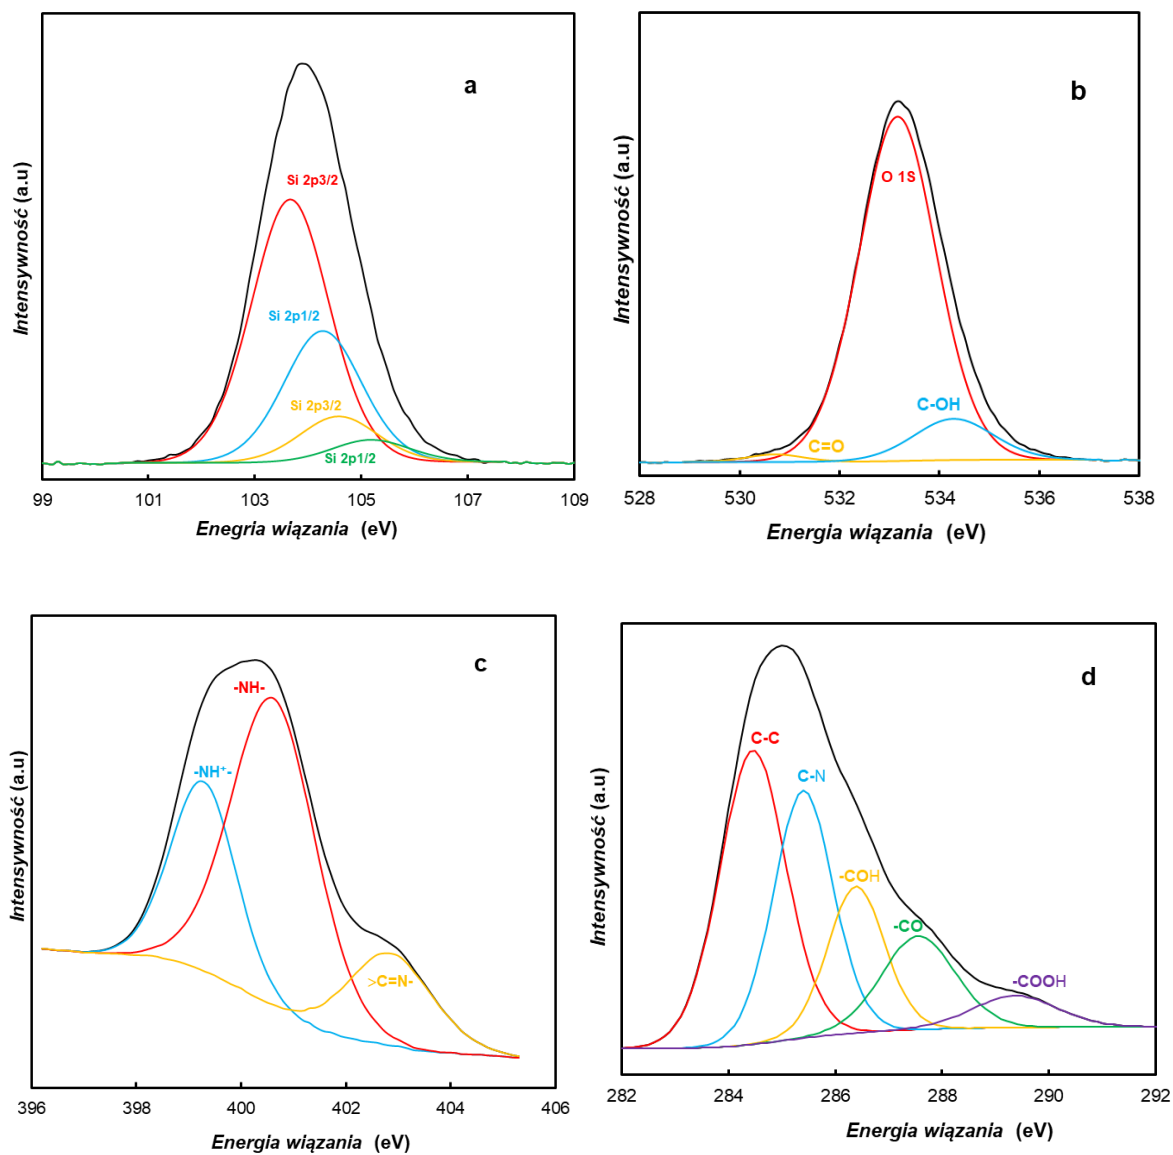 a
Intensywność (a.u)
Si 2p3/2
Si 2p1/2
Si 2p3/2
Si 2p1/2
99 101 103 105 107 109
Enegria wiązania (eV)
b
Intensywność (a.u)
O 1S
C-OH
C=O
528 530 532 534 536 538
Energia wiązania (eV)
c
Intensywność (a.u)
-NH-
-NH⁺-
>C=N-
396 398 400 402 404 406
Energia wiązania (eV)
d
Intensywność (a.u)
C-C
C-N
-COH
-CO
-COOH
282 284 286 288 290 292
Energia wiązania (eV)